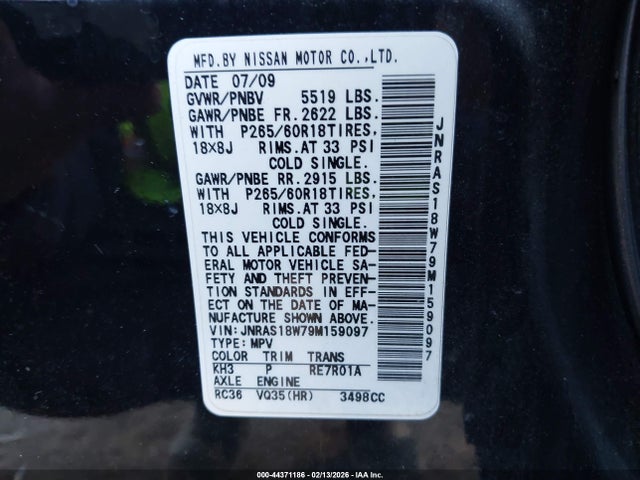 MFD.BY NISSAN MOTOR CO.,LTD.
DATE 07/09
GVWR/PNBV 5519 LBS.
GAWR/PNBE FR.2622 LBS.
WITH P265/60R18TIRES,
18X8J RIMS.AT 33 PSI
COLD SINGLE.
GAWR/PNBE RR.2915 LBS.
WITH P265/60R18TIRES,
18X8J RIMS.AT 33 PSI
COLD SINGLE.
THIS VEHICLE CONFORMS
TO ALL APPLICABLE FED-
ERAL MOTOR VEHICLE SA-
FETY AND THEFT PREVEN-
TION STANDARDS IN EFF-
ECT ON THE DATE OF MA-
NUFACTURE SHOWN ABOVE.
VIN:JNRAS18W79M159097
TYPE:MPV
COLOR TRIM TRANS
KH3 P RE7R01A
AXLE ENGINE
RC36 VQ35(HR) 3498CC
JNRAS18W79M159097
000-44371186 - 02/13/2026 - IAA Inc.